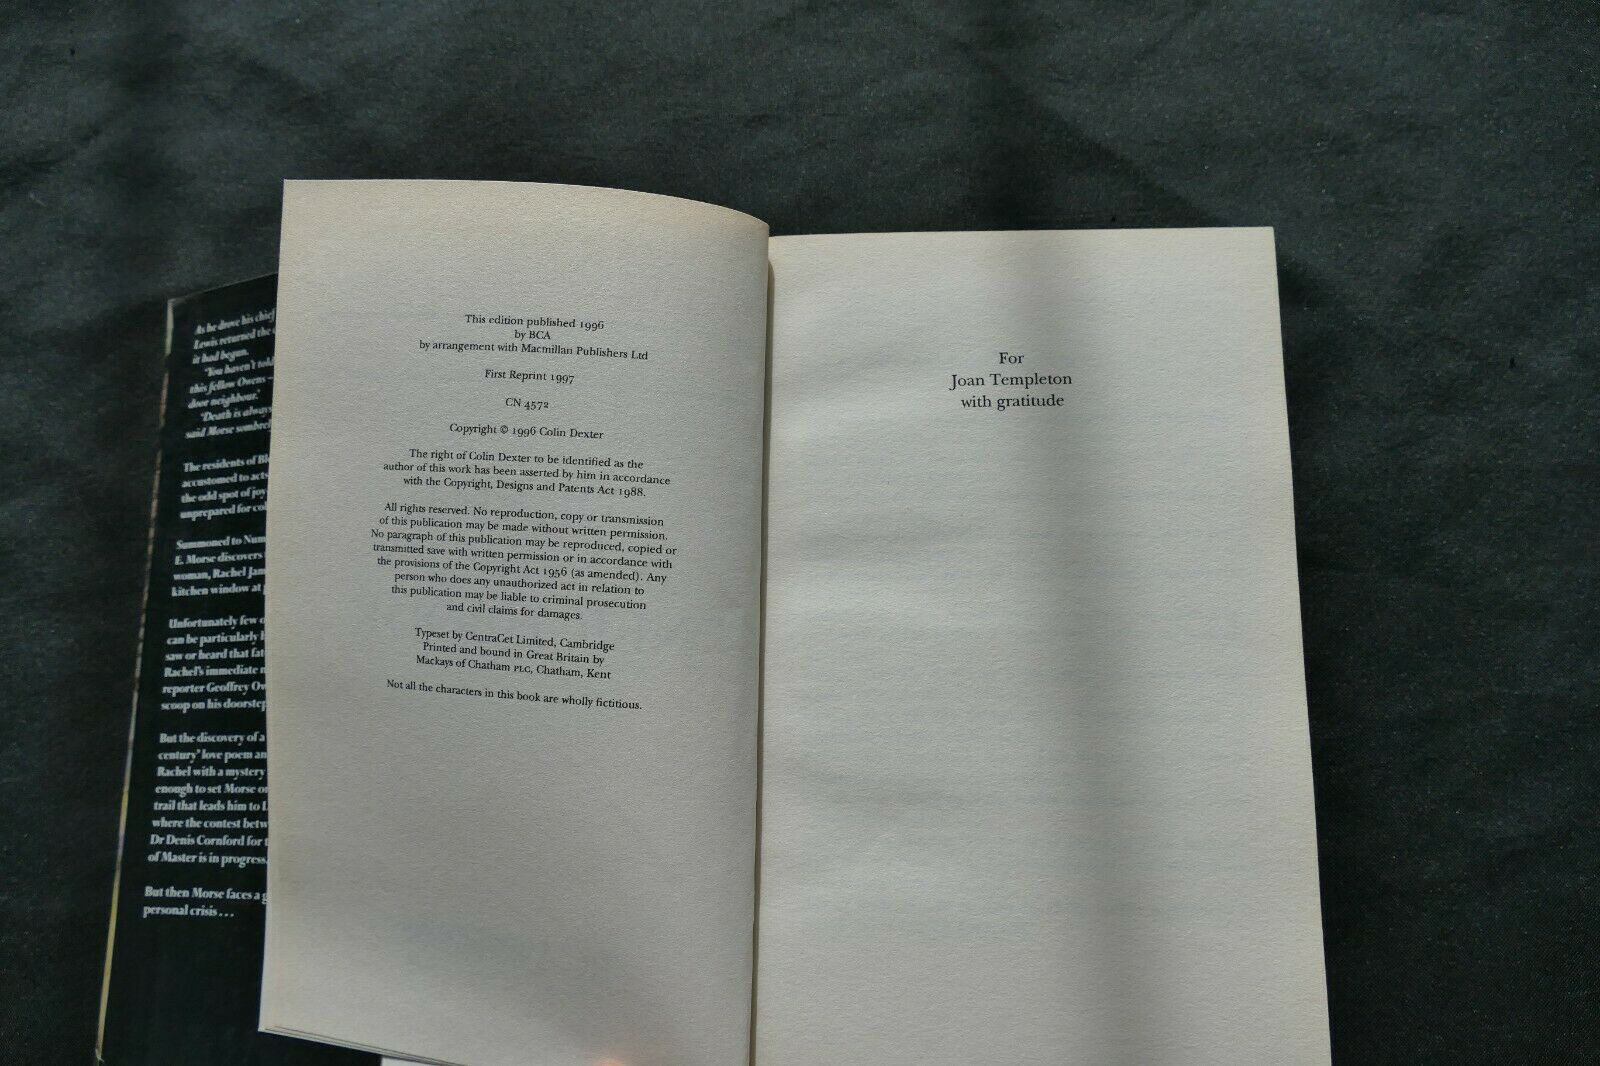 As he drove his chief
Lewis returned the
it had begun.
'You haven't told
this fellow Owens –
door neighbour.'
'Death is always
said Morse
The residents of
accustomed to acts
the odd spot of joy
unprepared for
Summoned to
E. Morse discovers
woman, Rachel
kitchen window at
Unfortunately few
can be particularly
saw or heard that
Rachel's immediate
reporter Geoffrey
scoop on his
But the discovery of a
century' love poem
Rachel with a mystery
enough to set Morse
trail that leads him to
where the contest
Dr Denis Cornford for
of Master is in progress.
But then Morse faces a
personal crisis . . .
This edition published 1996
by BCA
by arrangement with Macmillan Publishers Ltd
First Reprint 1997
CN 4572
Copyright © 1996 Colin Dexter
The right of Colin Dexter to be identified as the
author of this work has been asserted by him in accordance
with the Copyright, Designs and Patents Act 1988.
All rights reserved. No reproduction, copy or transmission
of this publication may be made without written permission.
No paragraph of this publication may be reproduced, copied or
transmitted save with written permission or in accordance with
the provisions of the Copyright Act 1956 (as amended). Any
person who does any unauthorized act in relation to
this publication may be liable to criminal prosecution
and civil claims for damages.
Typeset by CentraCet Limited, Cambridge
Printed and bound in Great Britain by
Mackays of Chatham PLC, Chatham, Kent
Not all the characters in this book are wholly fictitious.
For
Joan Templeton
with gratitude